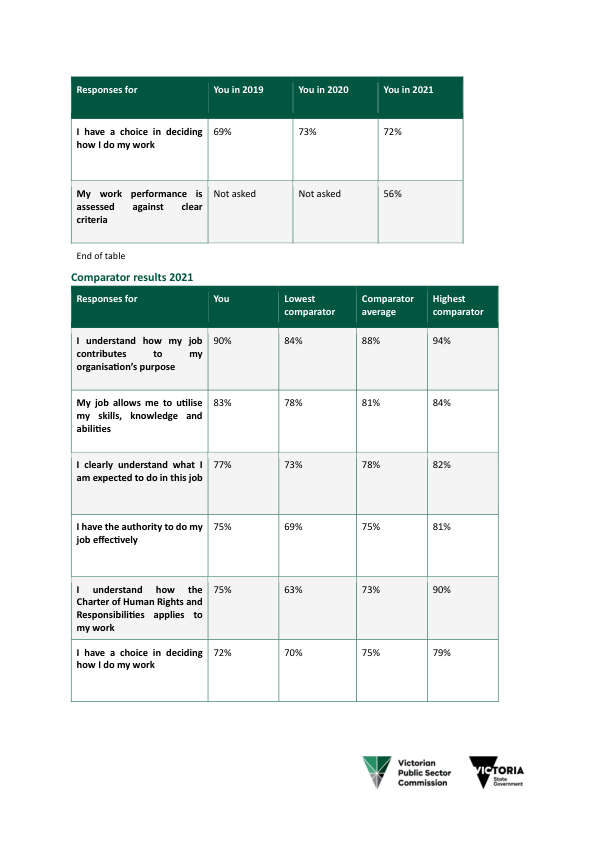 Responses for You in 2019 You in 2020 You in 2021
I have a choice in deciding 69% 73% 72%
how I do my work
My work performance is Not asked Not asked 56%
assessed against clear
criteria
End of table
Comparator results 2021
Responses for You Lowest Comparator Highest
comparator average comparator
I understand how my job 90% 84% 88% 94%
contributes to my
organisation’s purpose
My job allows me to utilise 83% 78% 81% 84%
my skills, knowledge and
abilities
I clearly understand what I 77% 73% 78% 82%
am expected to do in this job
I have the authority to do my 75% 69% 75% 81%
job effectively
I understand how the 75% 63% 73% 90%
Charter of Human Rights and
Responsibilities applies to
my work
I have a choice in deciding 72% 70% 75% 79%
how I do my work
Victorian
Public Sector
Commission
VICTORIA
State
Government